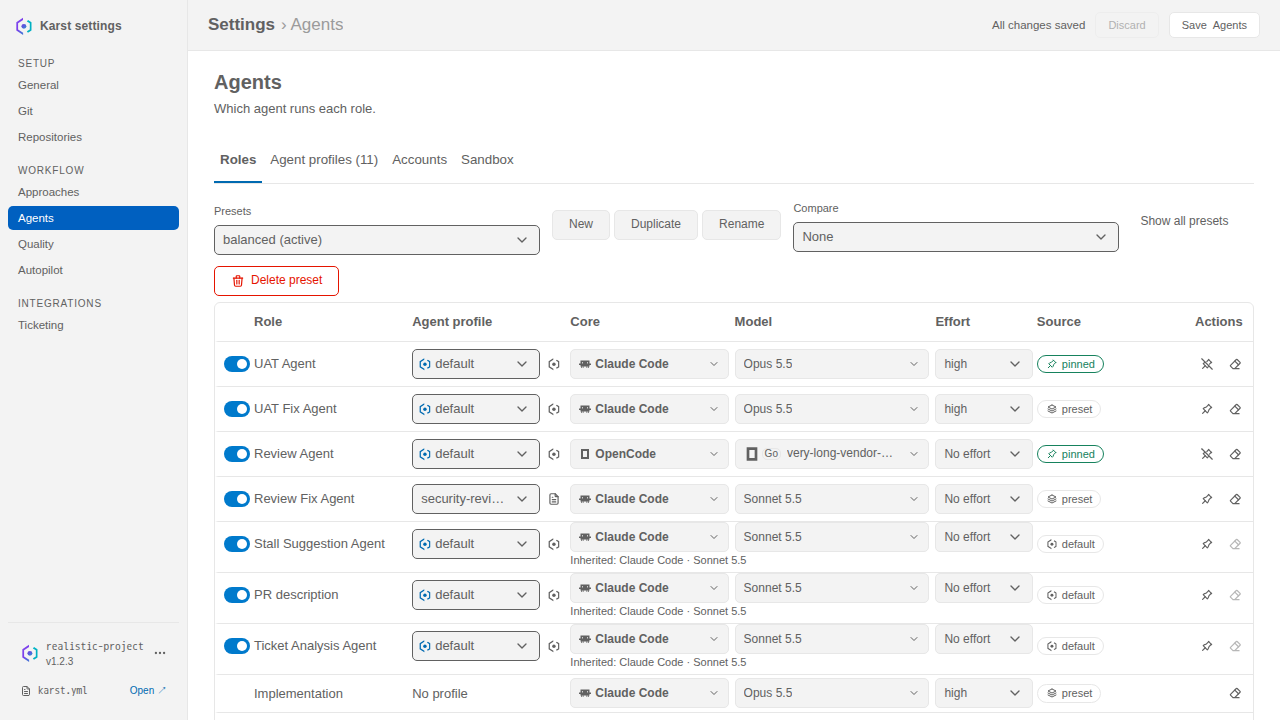 Karst settings
SETUP
General
Git
Repositories
WORKFLOW
Approaches
Agents
Quality
Autopilot
INTEGRATIONS
Ticketing
realistic-project
v1.2.3
karst.yml
Open ↗
Settings › Agents
All changes saved
Discard
Save Agents
Agents
Which agent runs each role.
Roles
Agent profiles (11)
Accounts
Sandbox
Presets
balanced (active)
New
Duplicate
Rename
Compare
None
Show all presets
Delete preset
Role Agent profile Core Model Effort Source Actions
UAT Agent default Claude Code Opus 5.5 high pinned
UAT Fix Agent default Claude Code Opus 5.5 high preset
Review Agent default OpenCode Go very-long-vendor-… No effort pinned
Review Fix Agent security-revi… Claude Code Sonnet 5.5 No effort preset
Stall Suggestion Agent default Claude Code Sonnet 5.5 No effort default
Inherited: Claude Code · Sonnet 5.5
PR description default Claude Code Sonnet 5.5 No effort default
Inherited: Claude Code · Sonnet 5.5
Ticket Analysis Agent default Claude Code Sonnet 5.5 No effort default
Inherited: Claude Code · Sonnet 5.5
Implementation No profile Claude Code Opus 5.5 high preset